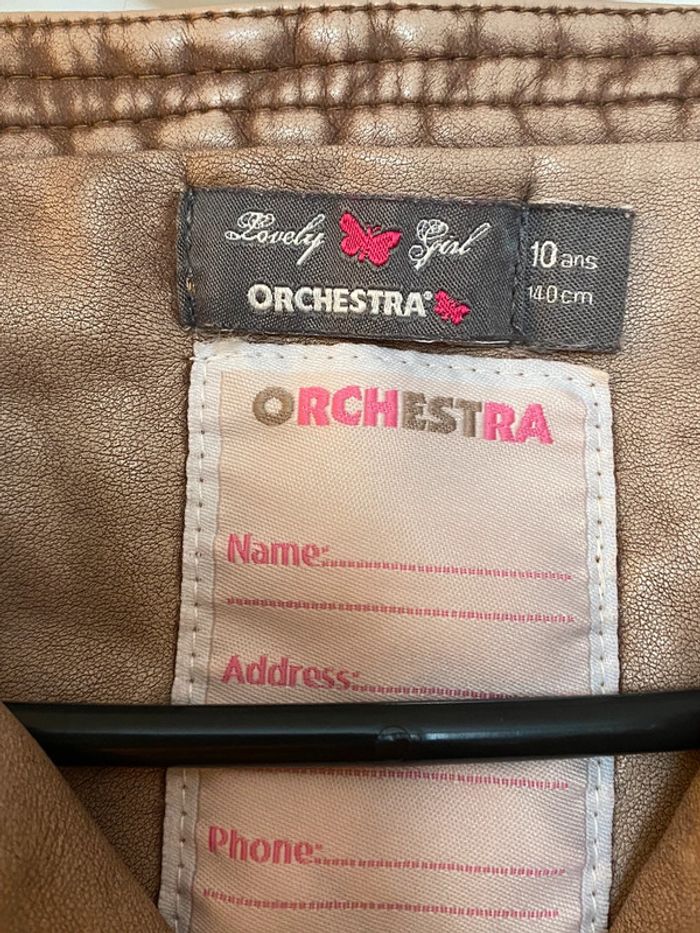 Lovely Girl
ORCHESTRA®
10 ans
140 cm
ORCHESTRA
Name:
Address:
Phone: